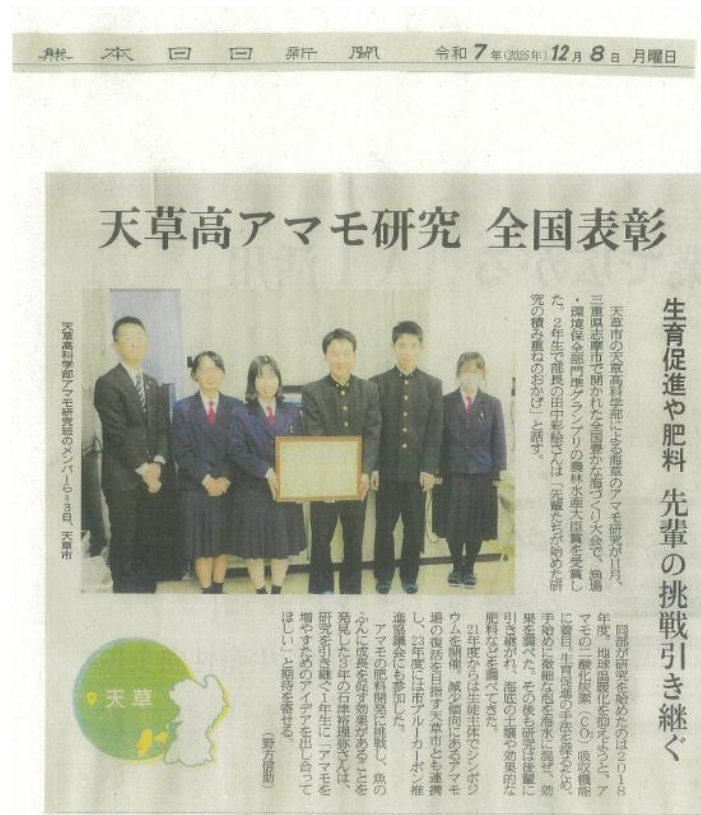 熊本日日新聞 令和7年(2025年)12月8日 月曜日
天草高アマモ研究 全国表彰
生育促進や肥料 先輩の挑戦引き継ぐ
天草市の天草高科学部による海草のアマモ研究が11月、
三重県志摩市で開かれた全国豊かな海づくり大会で、漁場
・環境保全部門準グランプリの農林水産大臣賞を受賞し
た。2年生で部長の田中彩絵さんは「先輩たちが始めた研
究の積み重ねのおかげ」と話す。
天草高科学部アマモ研究班のメンバーら=3日、天草市
同部が研究を始めたのは2018
年度。地球温暖化を抑えようと、ア
マモの二酸化炭素(CO₂)吸収機能
に着目。生育促進の手法を探るため、
手始めに微細な泡を海水に混ぜ、効
果を調べた。その後も研究は後輩に
引き継がれ、海底の土壌や効果的な
肥料などを調べてきた。
21年度からは生徒主体でシンポジ
ウムを開催。減少傾向にあるアマモ
場の復活を目指す天草市とも連携
し、23年度には市ブルーカーボン推
進協議会にも参加した。
アマモの肥料開発に挑戦し、魚の
ふんに成長を促す効果があることを
発見した3年の石津裕理弥さんは、
研究を引き継ぐ1年生に「アマモを
増やすためのアイデアを出し合って
ほしい」と期待を寄せる。
(野方信助)
天草